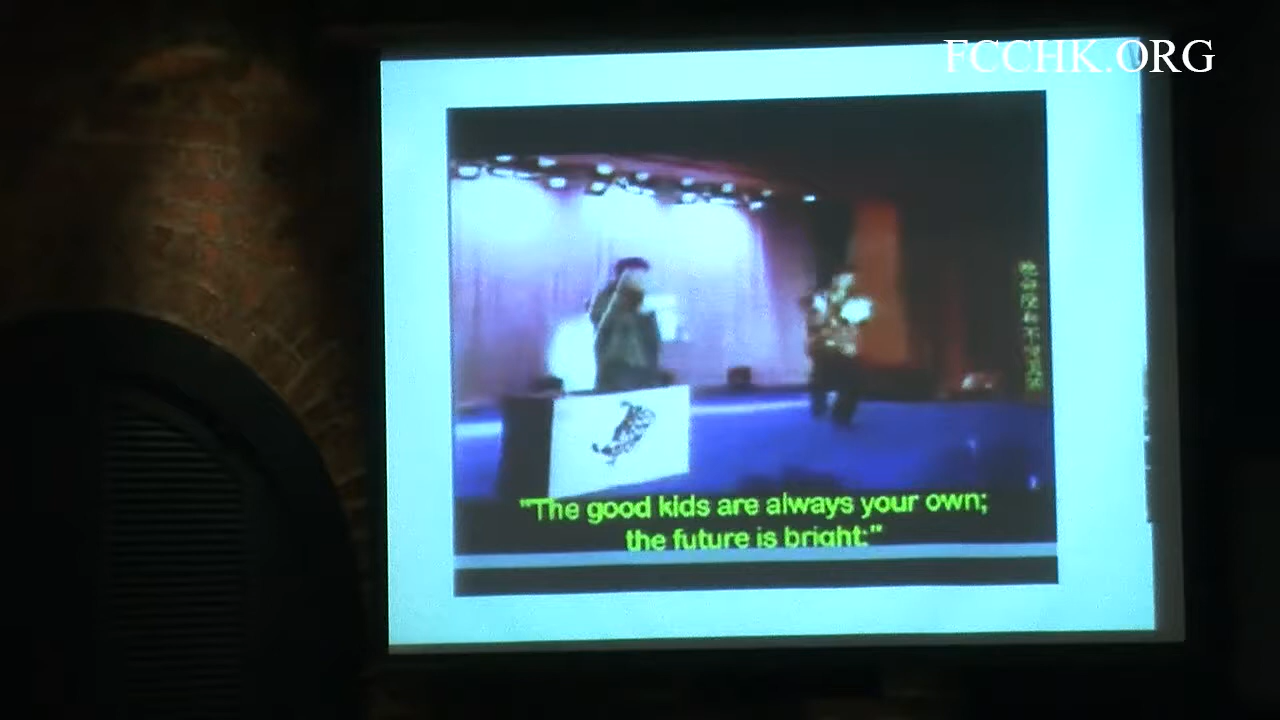 FCCHK.ORG
"The good kids are always your own;
the future is bright:"